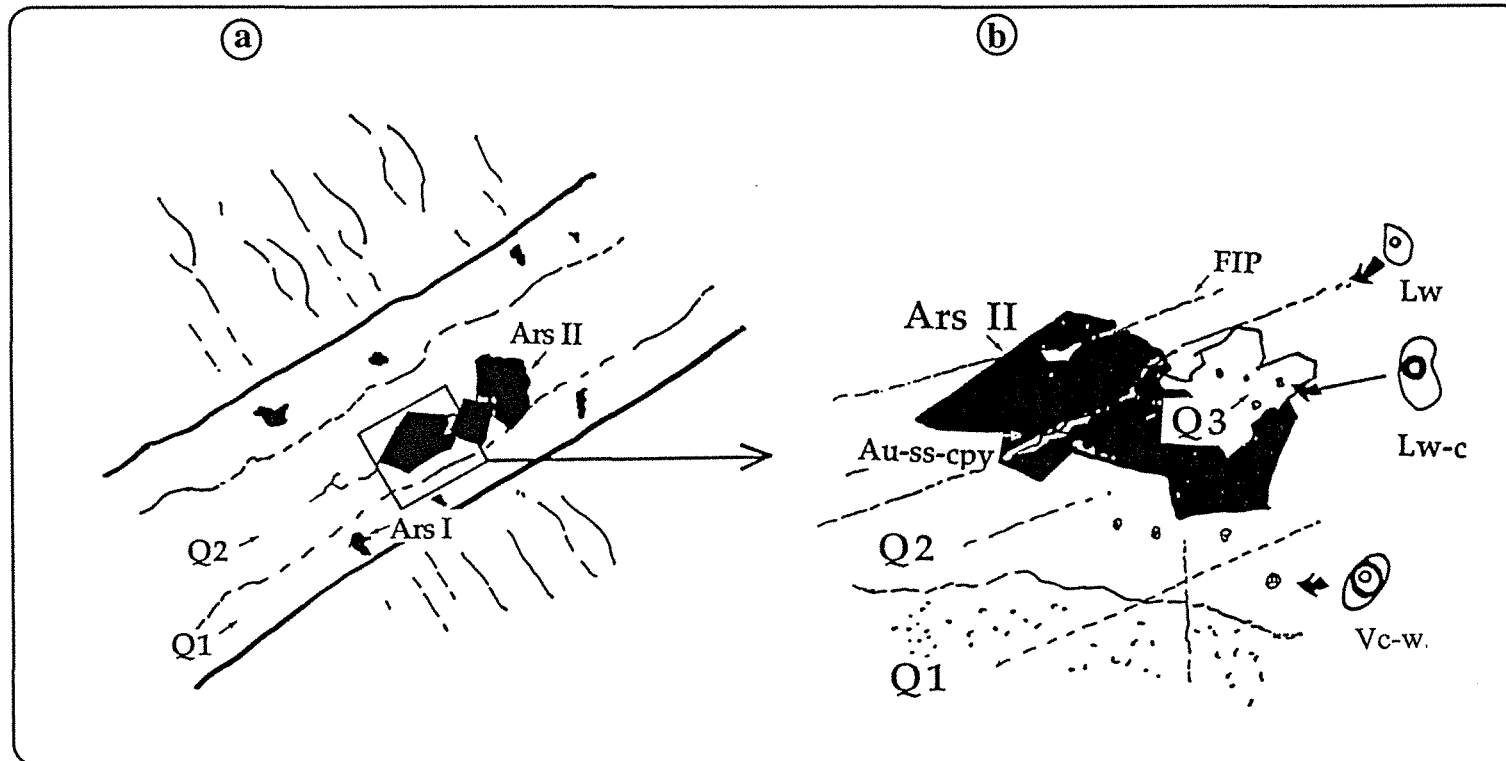 a
b
Ars II
Ars I
Q2
Q1
FIP
Ars II
Lw
Q3
Au-ss-cpy
Lw-c
Q2
Vc-w.
Q1